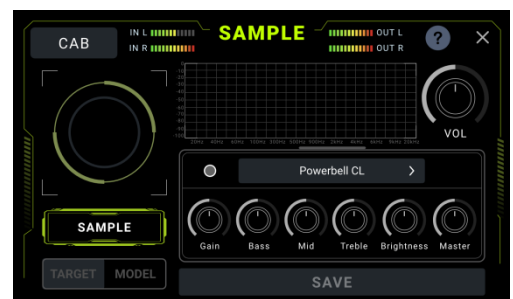 CAB
IN L
IN R
SAMPLE
OUT L
OUT R
?
VOL
Powerbell CL
Gain Bass Mid Treble Brightness Master
SAMPLE
TARGET MODEL
SAVE